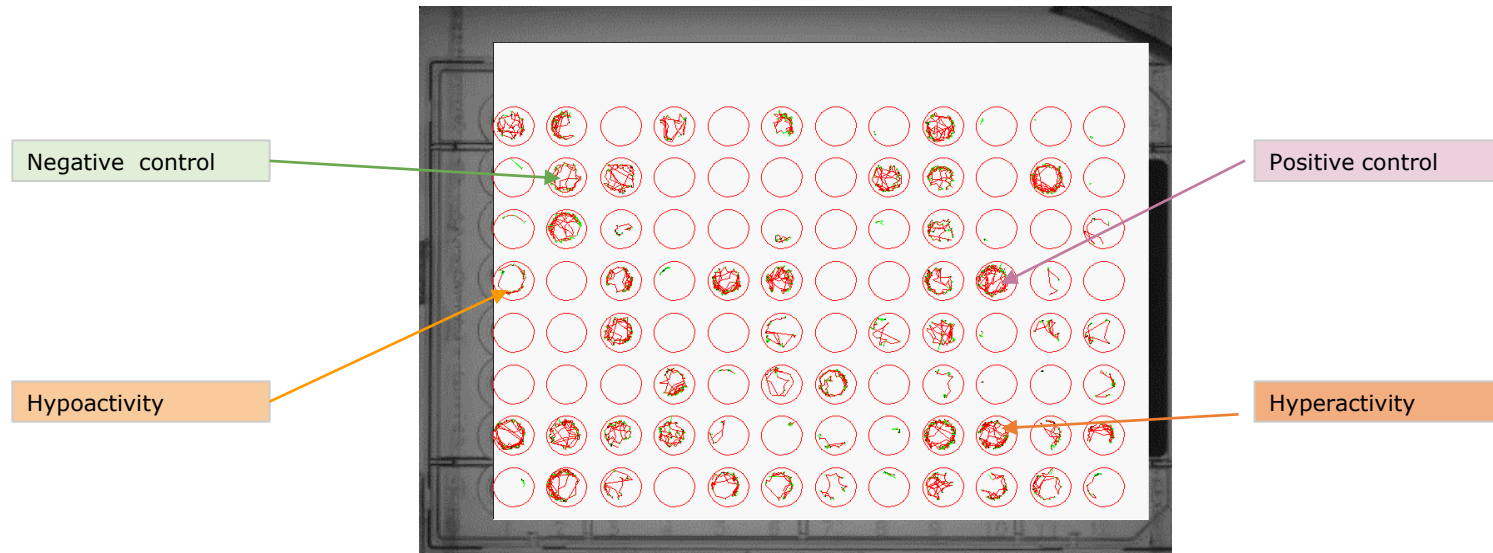 Negative control
Positive control
Hypoactivity
Hyperactivity